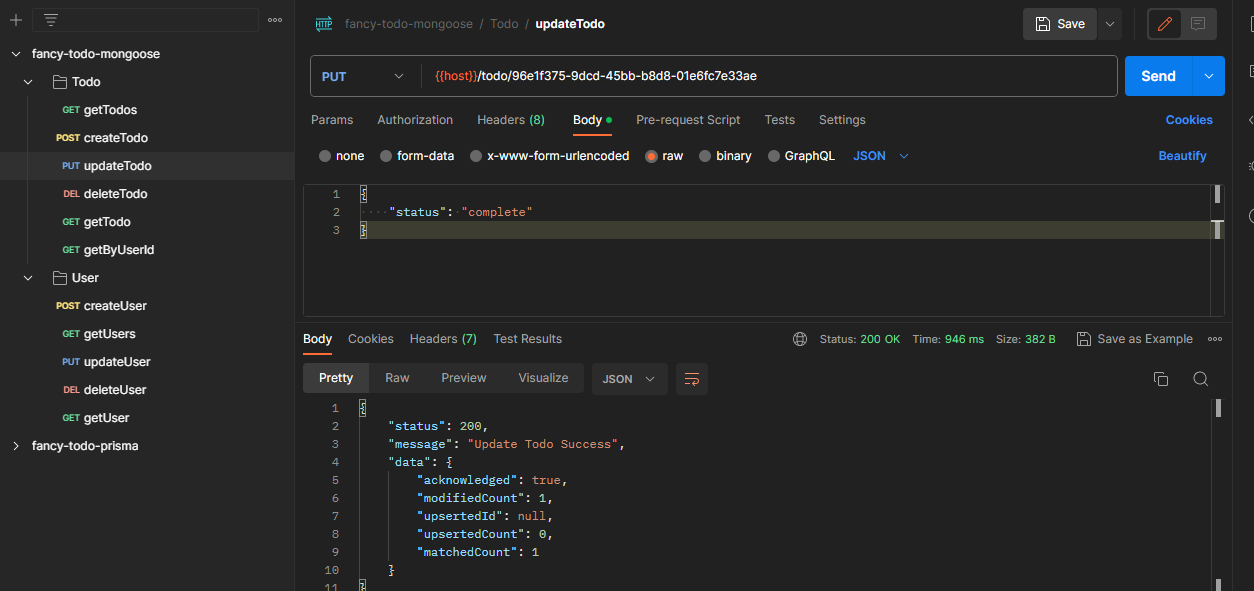 fancy-todo-mongoose / Todo / updateTodo
Save
fancy-todo-mongoose
Todo
GET getTodos
POST createTodo
PUT updateTodo
DEL deleteTodo
GET getTodo
GET getByUserId
User
POST createUser
GET getUsers
PUT updateUser
DEL deleteUser
GET getUser
fancy-todo-prisma
PUT {{host}}/todo/96e1f375-9dcd-45bb-b8d8-01e6fc7e33ae Send
Params Authorization Headers (8) Body Pre-request Script Tests Settings Cookies
none form-data x-www-form-urlencoded raw binary GraphQL JSON Beautify
1 {
2 ····"status":·"complete"
3 }
Body Cookies Headers (7) Test Results Status: 200 OK Time: 946 ms Size: 382 B Save as Example
Pretty Raw Preview Visualize JSON
1 {
2 "status": 200,
3 "message": "Update Todo Success",
4 "data": {
5 "acknowledged": true,
6 "modifiedCount": 1,
7 "upsertedId": null,
8 "upsertedCount": 0,
9 "matchedCount": 1
10 }
11 }
HTTP